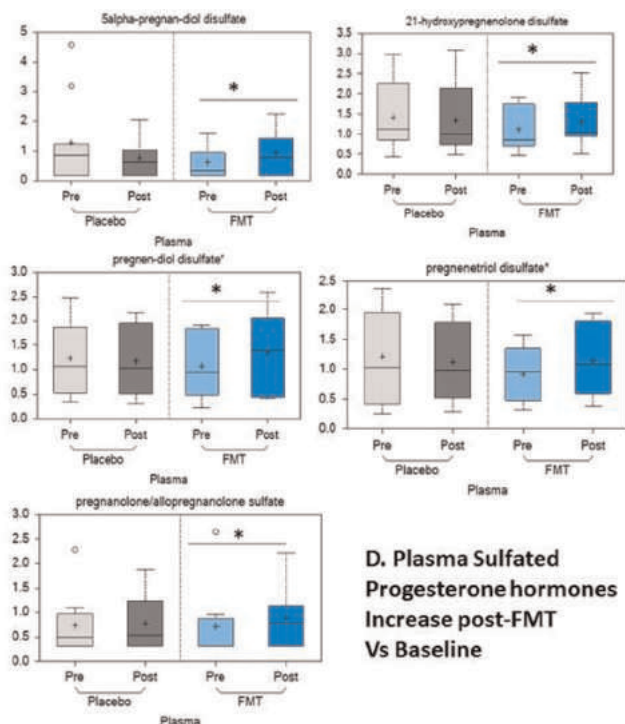 5alpha-pregnan-diol disulfate
5
4
3
2
1
0
*
Pre Post Pre Post
Placebo FMT
Plasma
21-hydroxypregnenolone disulfate
3.5
3.0
2.5
2.0
1.5
1.0
0.5
0.0
*
Pre Post Pre Post
Placebo FMT
Plasma
pregnen-diol disulfate*
3.0
2.5
2.0
1.5
1.0
0.5
0.0
*
Pre Post Pre Post
Placebo FMT
Plasma
pregnenetriol disulfate*
2.5
2.0
1.5
1.0
0.5
0.0
*
Pre Post Pre Post
Placebo FMT
Plasma
pregnanolone/allopregnanolone sulfate
3.0
2.5
2.0
1.5
1.0
0.5
0.0
*
Pre Post Pre Post
Placebo FMT
Plasma
D. Plasma Sulfated
Progesterone hormones
Increase post-FMT
Vs Baseline